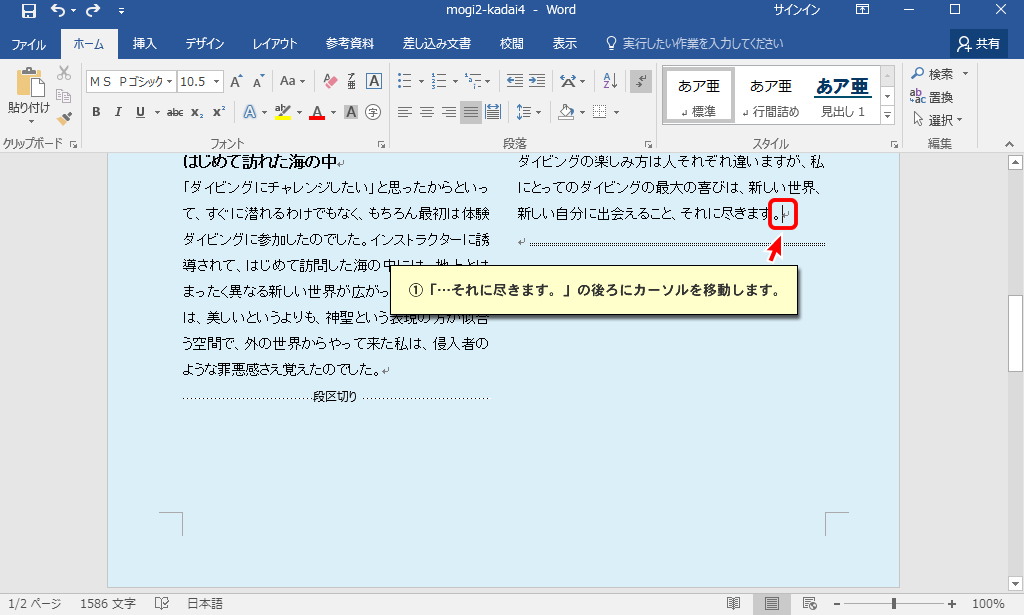 mogi2-kadai4 - Word
サインイン
ファイル
ホーム
挿入
デザイン
レイアウト
参考資料
差し込み文書
校閲
表示
実行したい作業を入力してください
共有
貼り付け
ＭＳ Ｐゴシック
10.5
Aa
B I U abc x₂ x²
あア亜
あア亜
あア亜
標準
行間詰め
見出し 1
検索
置換
選択
クリップボード
フォント
段落
スタイル
編集
はじめて訪れた海の中
「ダイビングにチャレンジしたい」と思ったからといっ
て、すぐに潜れるわけでもなく、もちろん最初は体験
ダイビングに参加したのでした。インストラクターに誘
導されて、はじめて訪問した海の中には、地上とは
まったく異なる新しい世界が広がっ
は、美しいというよりも、神聖という表現の方が似合
う空間で、外の世界からやって来た私は、侵入者の
ような罪悪感さえ覚えたのでした。
段区切り
ダイビングの楽しみ方は人それぞれ違いますが、私
にとってのダイビングの最大の喜びは、新しい世界、
新しい自分に出会えること、それに尽きます。
①「…それに尽きます。」の後ろにカーソルを移動します。
1/2 ページ
1586 文字
日本語
100%